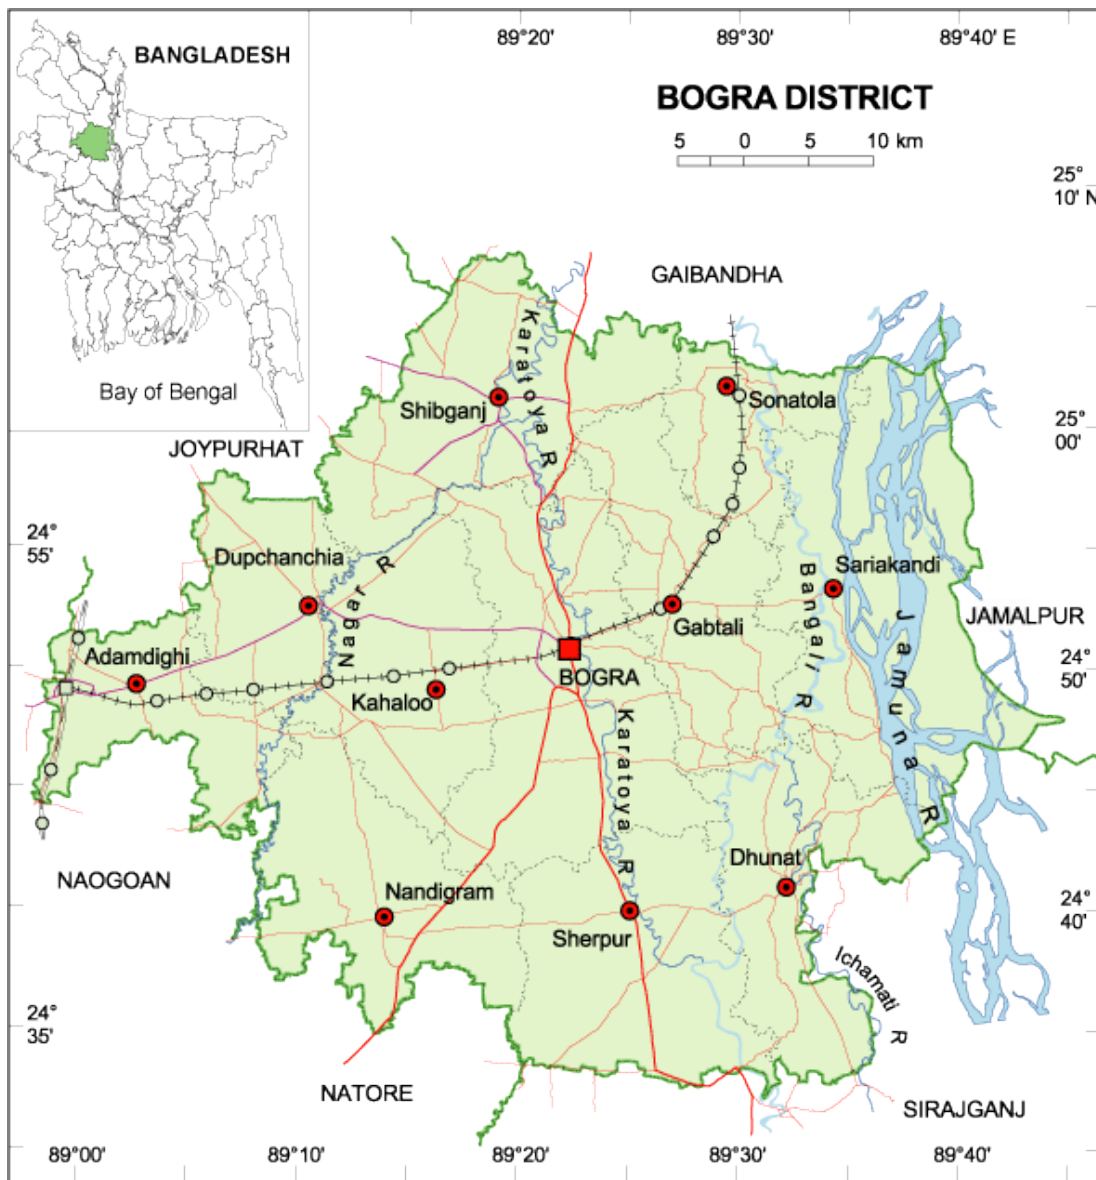 89°20'
89°30'
89°40' E
BANGLADESH
BOGRA DISTRICT
5 0 5 10 km
25°
10' N
GAIBANDHA
Bay of Bengal
Karatoya R
Shibganj
Sonatola
25°
00'
JOYPURHAT
24°
55'
Dupchanchia
Nagar R
Bangali R
Sariakandi
Jamuna R
JAMALPUR
Gabtali
Adamdighi
24°
50'
BOGRA
Kahaloo
Karatoya R
NAOGOAN
Dhunat
Nandigram
24°
40'
Sherpur
Ichamati R
24°
35'
NATORE
SIRAJGANJ
89°00'
89°10'
89°20'
89°30'
89°40'